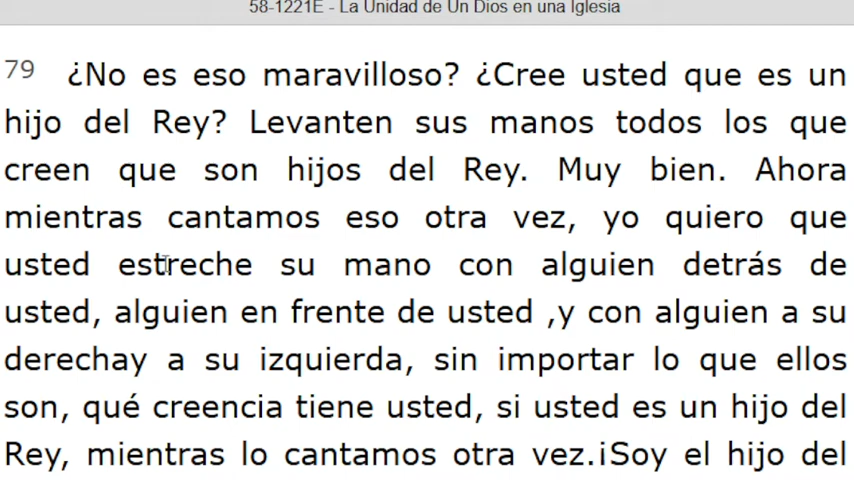 58-1221E - La Unidad de Un Dios en una Iglesia
79 ¿No es eso maravilloso? ¿Cree usted que es un
hijo del Rey? Levanten sus manos todos los que
creen que son hijos del Rey. Muy bien. Ahora
mientras cantamos eso otra vez, yo quiero que
usted estreche su mano con alguien detrás de
usted, alguien en frente de usted ,y con alguien a su
derechay a su izquierda, sin importar lo que ellos
son, qué creencia tiene usted, si usted es un hijo del
Rey, mientras lo cantamos otra vez.¡Soy el hijo del